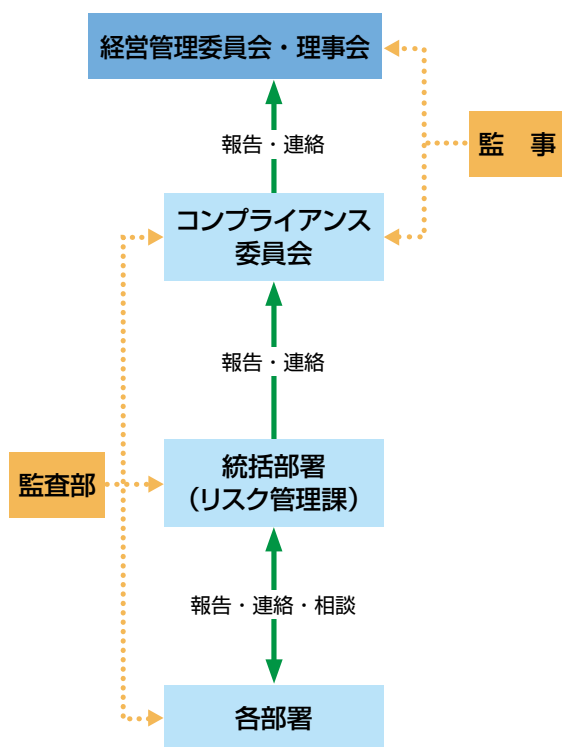 経営管理委員会・理事会
報告・連絡
監　事
コンプライアンス
委員会
報告・連絡
監査部
統括部署
（リスク管理課）
報告・連絡・相談
各部署